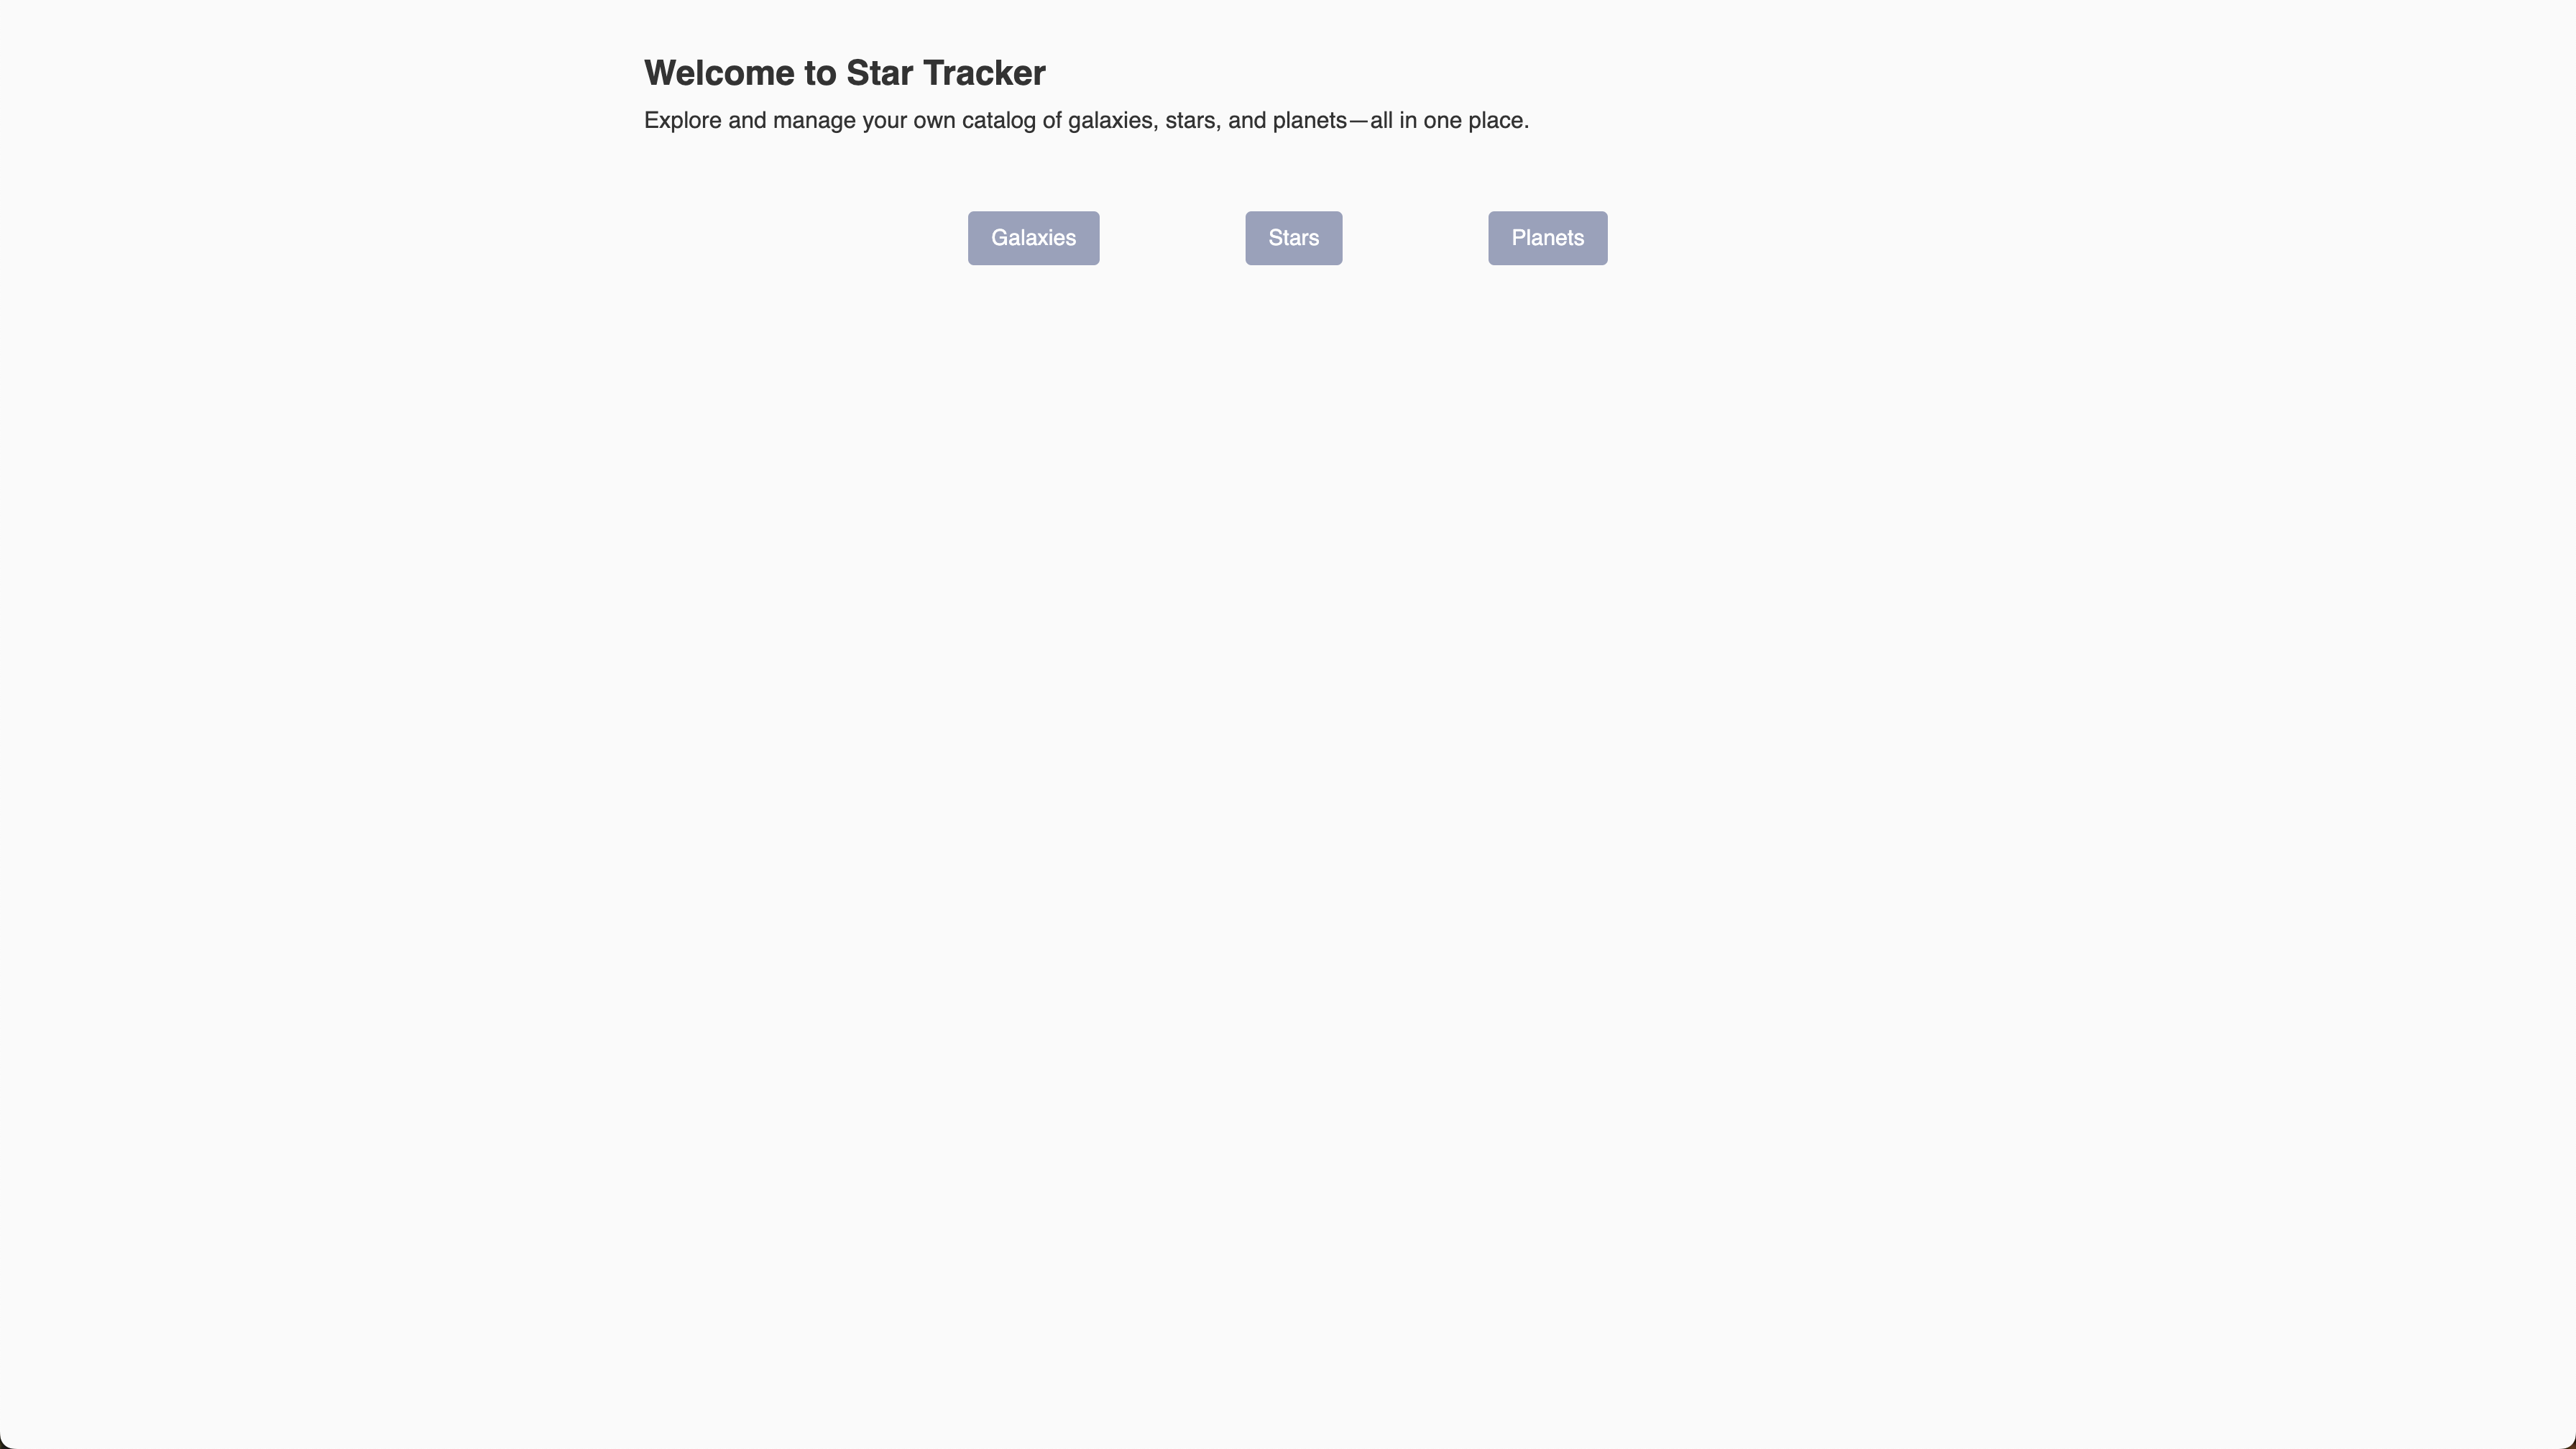 Welcome to Star Tracker
Explore and manage your own catalog of galaxies, stars, and planets—all in one place.
Galaxies Stars Planets